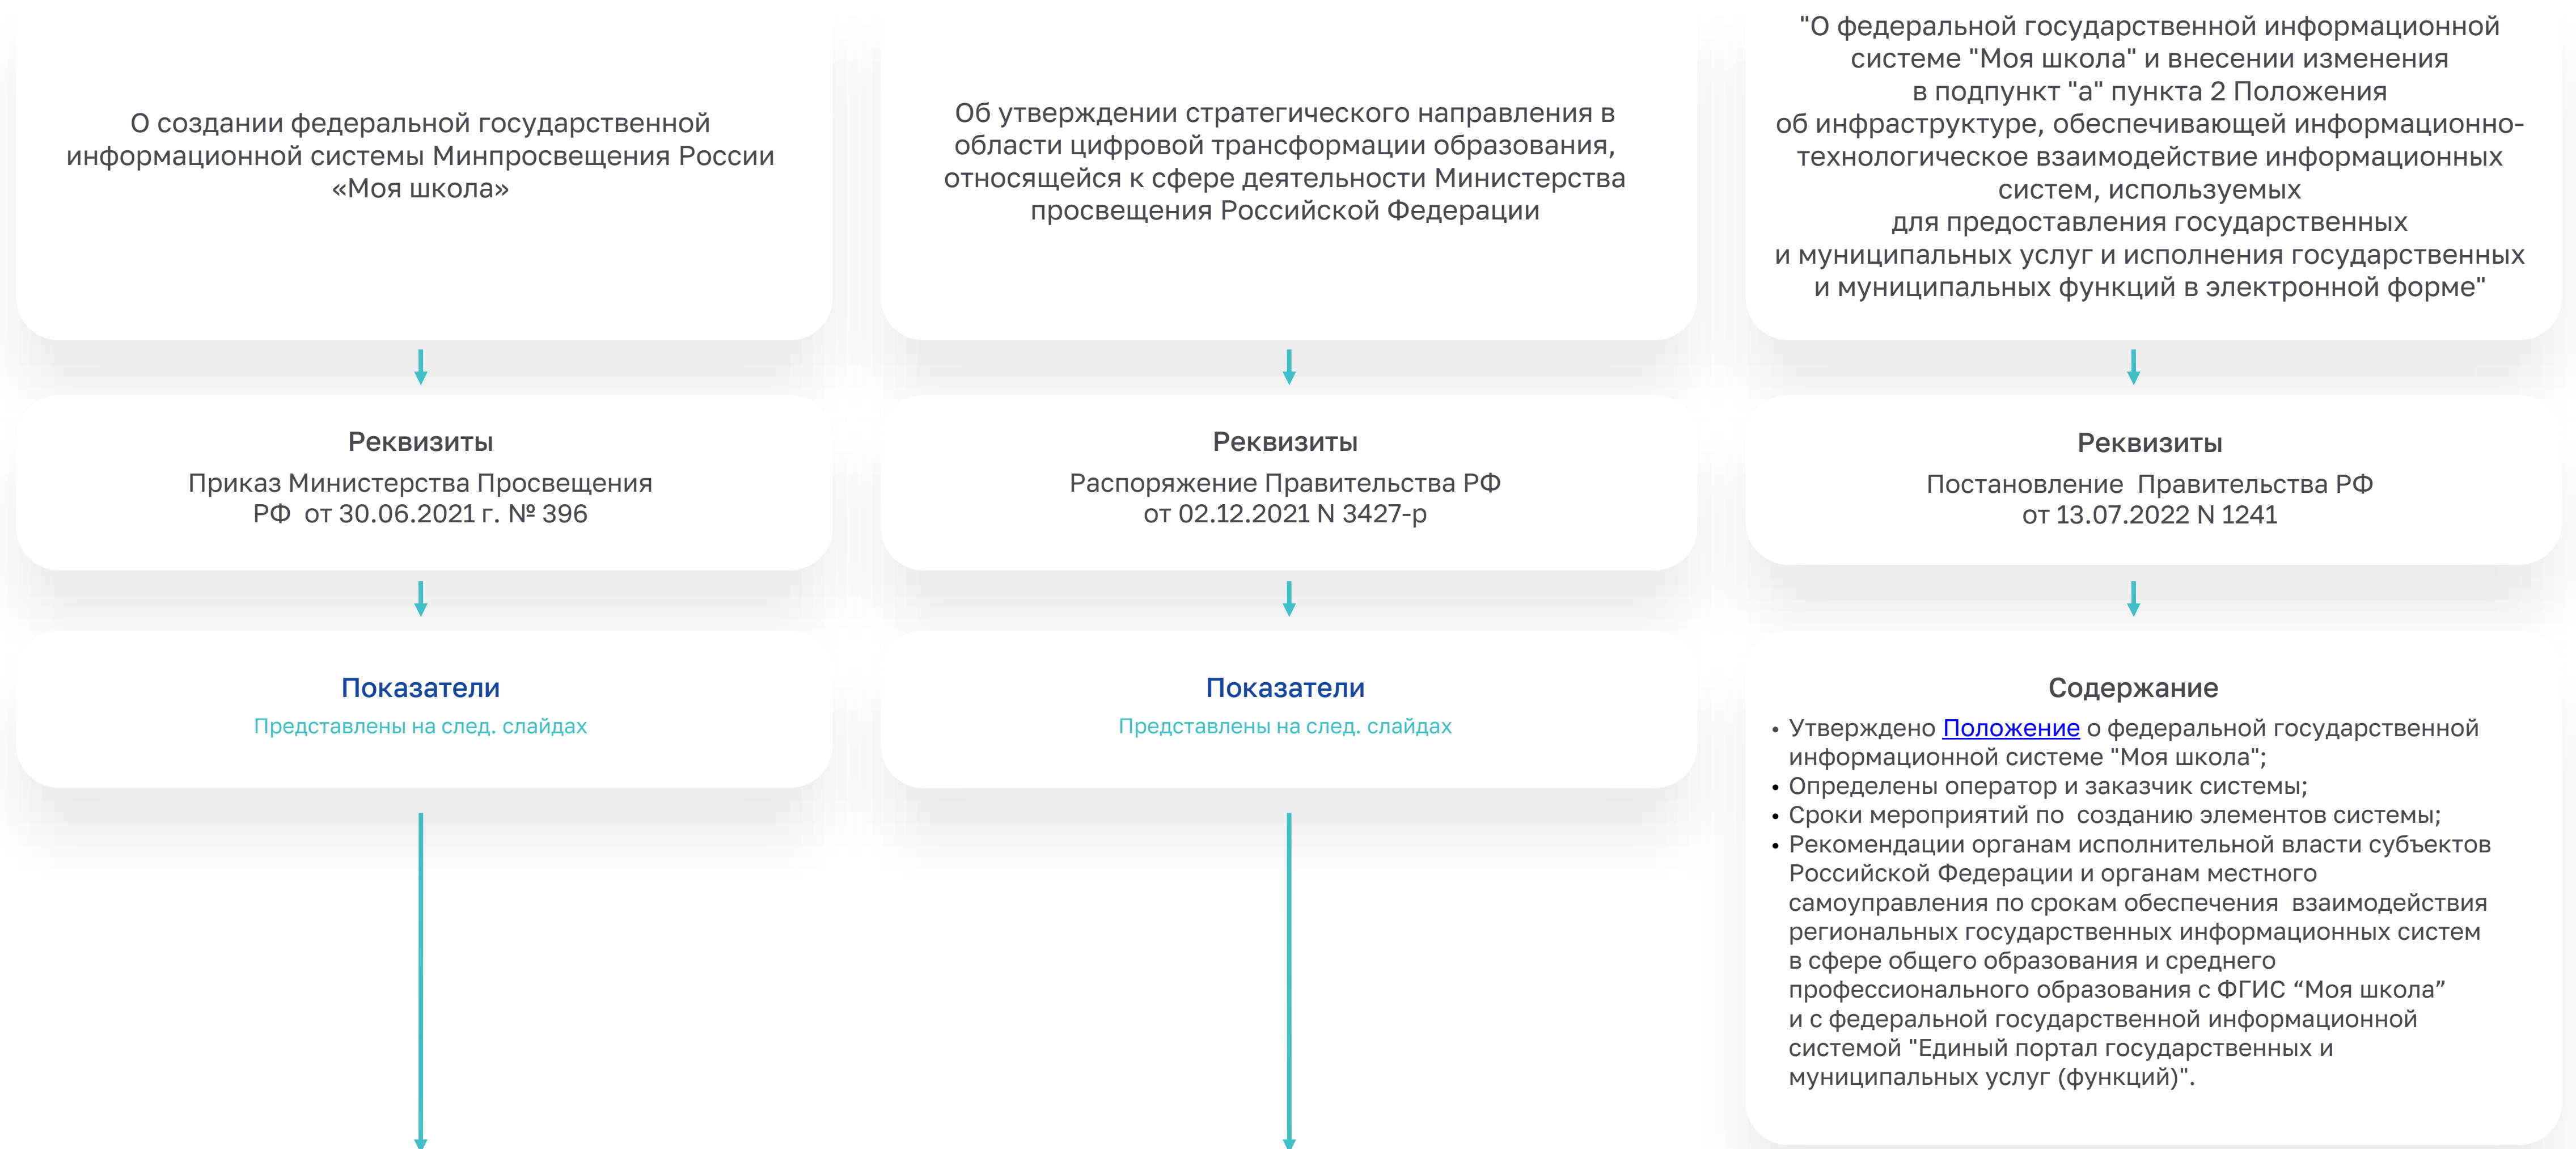 О создании федеральной государственной
информационной системы Минпросвещения России
«Моя школа»
Об утверждении стратегического направления в
области цифровой трансформации образования,
относящейся к сфере деятельности Министерства
просвещения Российской Федерации
"О федеральной государственной информационной
системе "Моя школа" и внесении изменения
в подпункт "а" пункта 2 Положения
об инфраструктуре, обеспечивающей информационно-
технологическое взаимодействие информационных
систем, используемых
для предоставления государственных
и муниципальных услуг и исполнения государственных
и муниципальных функций в электронной форме"
Реквизиты
Приказ Министерства Просвещения
РФ от 30.06.2021 г. № 396
Реквизиты
Распоряжение Правительства РФ
от 02.12.2021 N 3427-р
Реквизиты
Постановление Правительства РФ
от 13.07.2022 N 1241
Показатели
Представлены на след. слайдах
Показатели
Представлены на след. слайдах
Содержание
• Утверждено Положение о федеральной государственной
информационной системе "Моя школа";
• Определены оператор и заказчик системы;
• Сроки мероприятий по созданию элементов системы;
• Рекомендации органам исполнительной власти субъектов
Российской Федерации и органам местного
самоуправления по срокам обеспечения взаимодействия
региональных государственных информационных систем
в сфере общего образования и среднего
профессионального образования с ФГИС “Моя школа”
и с федеральной государственной информационной
системой "Единый портал государственных и
муниципальных услуг (функций)".